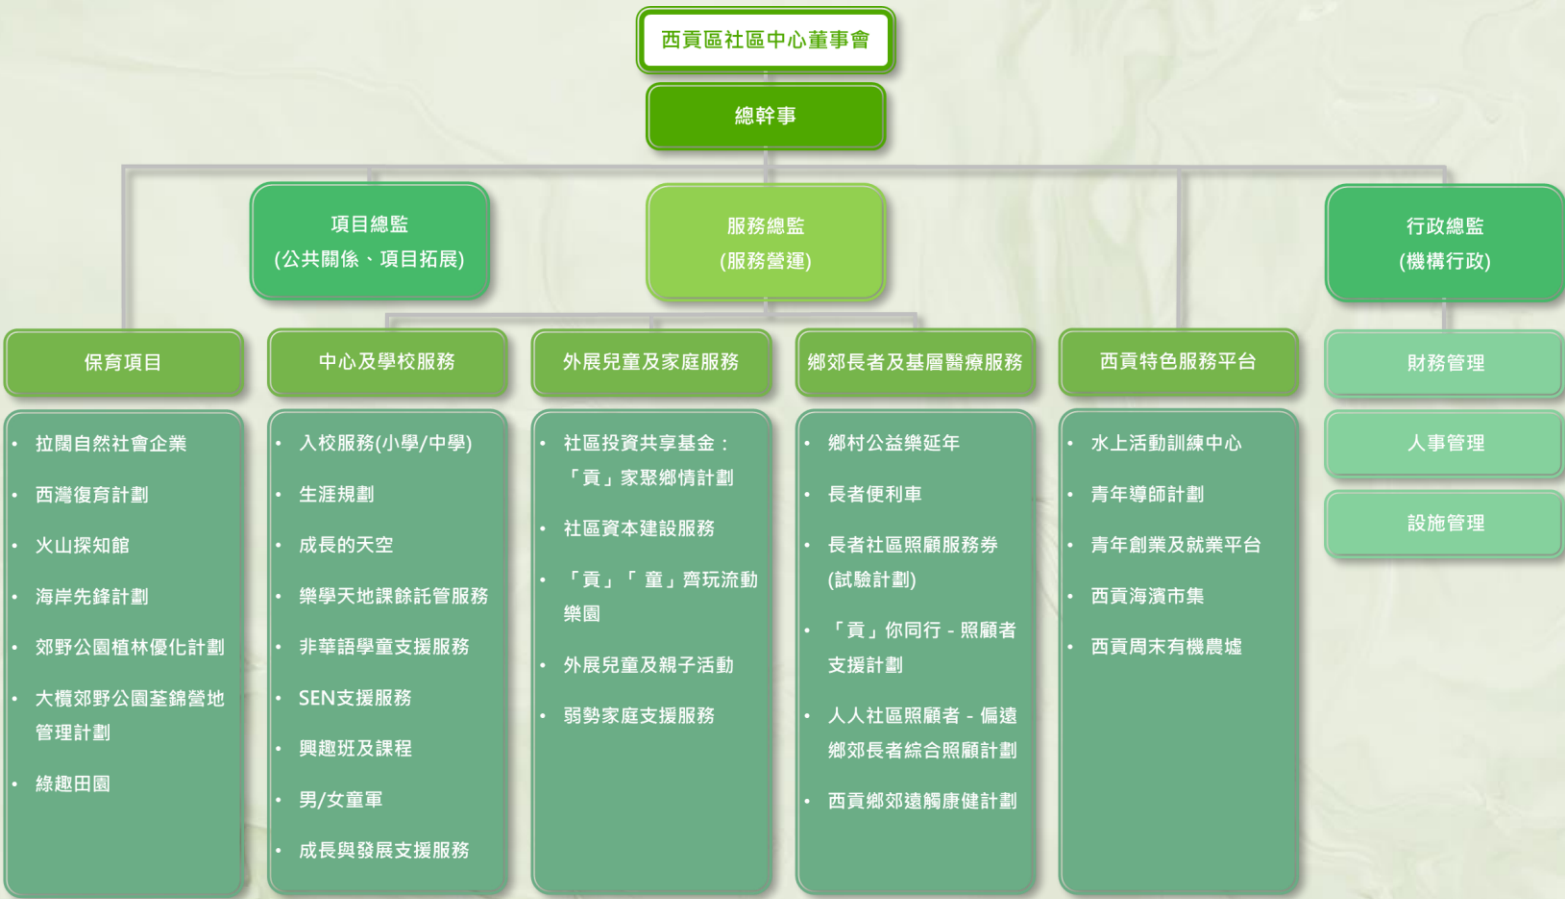 西貢區社區中心董事會
總幹事
項目總監
(公共關係、項目拓展)
服務總監
(服務營運)
行政總監
(機構行政)
保育項目
• 拉闊自然社會企業
• 西灣復育計劃
• 火山探知館
• 海岸先鋒計劃
• 郊野公園植林優化計劃
• 大欖郊野公園荃錦營地
管理計劃
• 綠趣田園
中心及學校服務
• 入校服務(小學/中學)
• 生涯規劃
• 成長的天空
• 樂學天地課餘託管服務
• 非華語學童支援服務
• SEN支援服務
• 興趣班及課程
• 男/女童軍
• 成長與發展支援服務
外展兒童及家庭服務
• 社區投資共享基金：
「貢」家聚鄉情計劃
• 社區資本建設服務
• 「貢」「 童」齊玩流動
樂園
• 外展兒童及親子活動
• 弱勢家庭支援服務
鄉郊長者及基層醫療服務
• 鄉村公益樂延年
• 長者便利車
• 長者社區照顧服務券
(試驗計劃)
• 「貢」你同行 - 照顧者
支援計劃
• 人人社區照顧者 - 偏遠
鄉郊長者綜合照顧計劃
• 西貢鄉郊遠觸康健計劃
西貢特色服務平台
• 水上活動訓練中心
• 青年導師計劃
• 青年創業及就業平台
• 西貢海濱市集
• 西貢周末有機農墟
財務管理
人事管理
設施管理